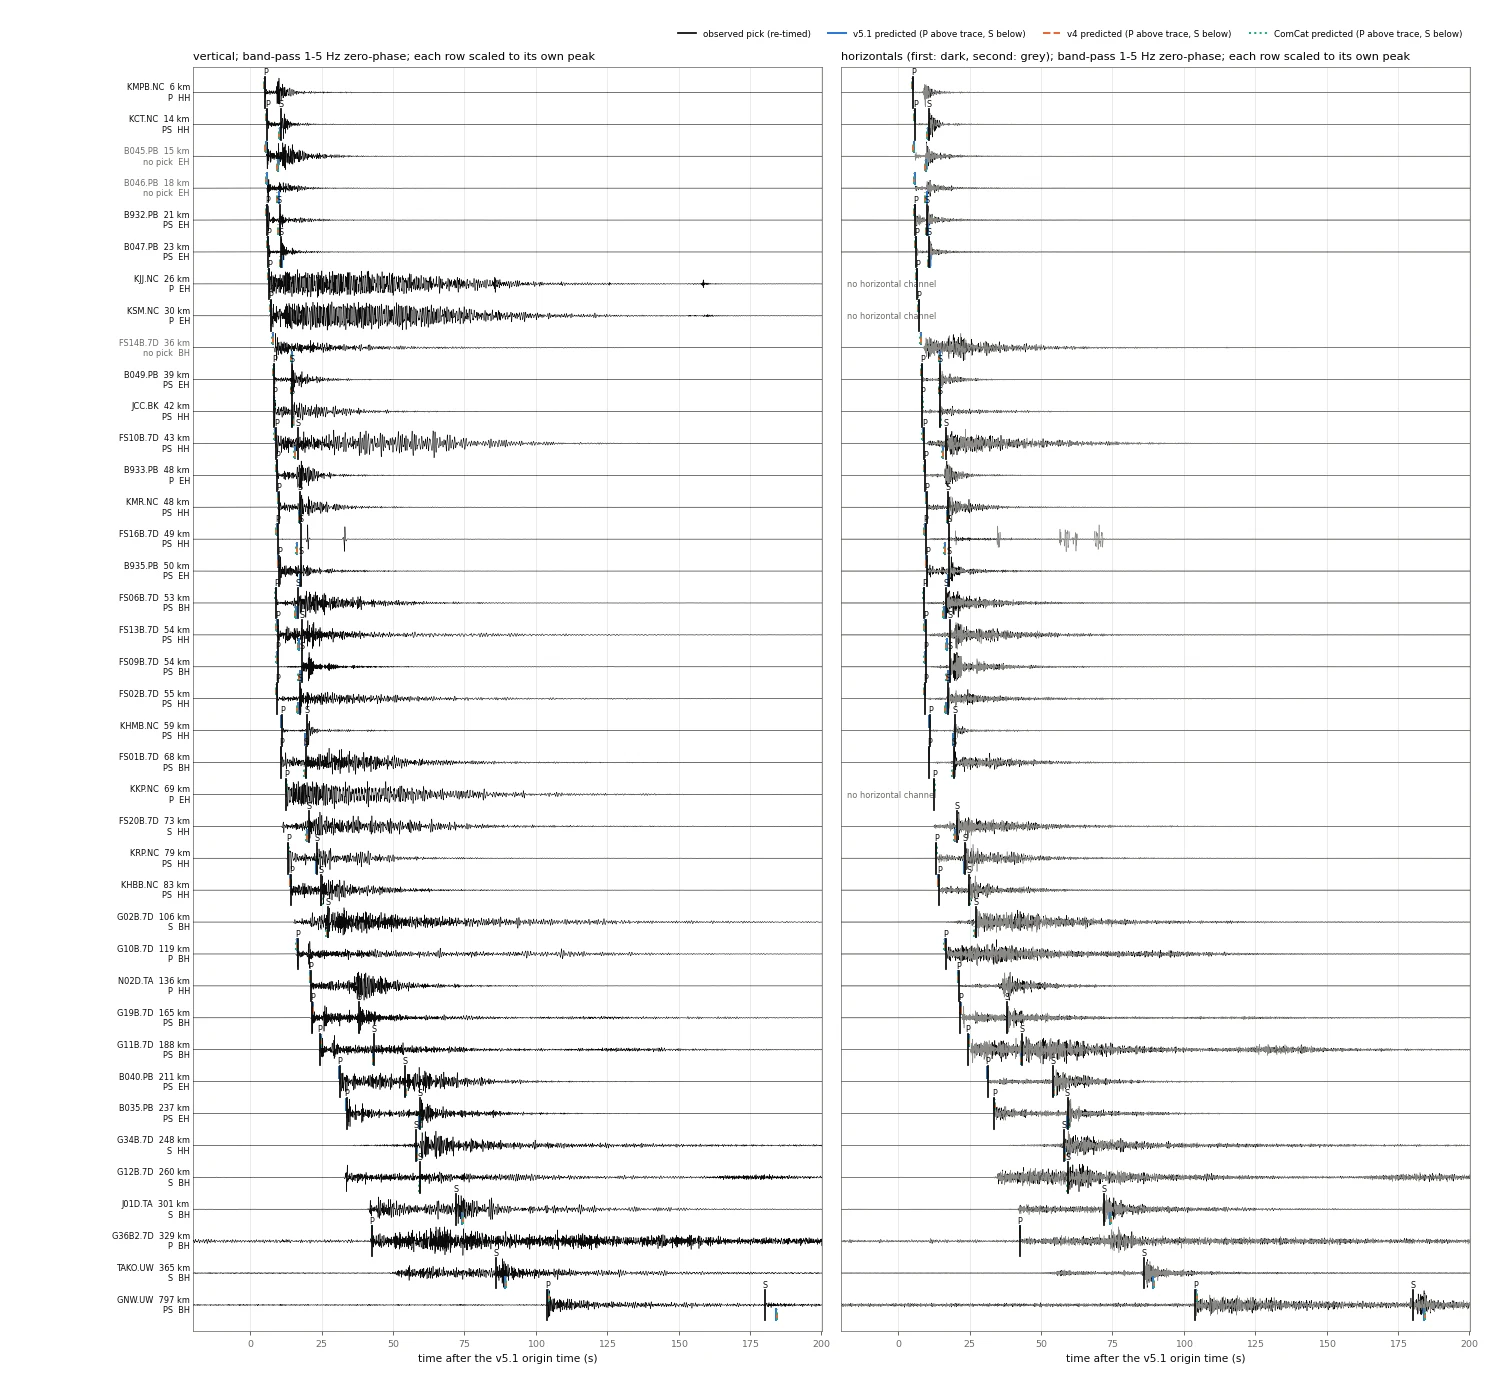 observed pick (re-timed)
v5.1 predicted (P above trace, S below)
v4 predicted (P above trace, S below)
ComCat predicted (P above trace, S below)
vertical; band-pass 1-5 Hz zero-phase; each row scaled to its own peak
horizontals (first: dark, second: grey); band-pass 1-5 Hz zero-phase; each row scaled to its own peak
KMPB.NC 6 km
P HH
KCT.NC 14 km
PS HH
B045.PB 15 km
no pick EH
B046.PB 18 km
no pick EH
B932.PB 21 km
PS EH
B047.PB 23 km
PS EH
KJJ.NC 26 km
P EH
no horizontal channel
KSM.NC 30 km
P EH
no horizontal channel
FS14B.7D 36 km
no pick BH
B049.PB 39 km
PS EH
JCC.BK 42 km
PS HH
FS10B.7D 43 km
PS HH
B933.PB 48 km
P EH
KMR.NC 48 km
PS HH
FS16B.7D 49 km
PS HH
B935.PB 50 km
PS EH
FS06B.7D 53 km
PS BH
FS13B.7D 54 km
PS HH
FS09B.7D 54 km
PS BH
FS02B.7D 55 km
PS HH
KHMB.NC 59 km
PS HH
FS01B.7D 68 km
PS BH
KKP.NC 69 km
P EH
no horizontal channel
FS20B.7D 73 km
S HH
KRP.NC 79 km
PS HH
KHBB.NC 83 km
PS HH
G02B.7D 106 km
S BH
G10B.7D 119 km
P BH
N02D.TA 136 km
P HH
G19B.7D 165 km
PS BH
G11B.7D 188 km
PS BH
B040.PB 211 km
PS EH
B035.PB 237 km
PS EH
G34B.7D 248 km
S HH
G12B.7D 260 km
S BH
J01D.TA 301 km
S BH
G36B2.7D 329 km
P BH
TAKO.UW 365 km
S BH
GNW.UW 797 km
PS BH
0 25 50 75 100 125 150 175 200
0 25 50 75 100 125 150 175 200
time after the v5.1 origin time (s)
time after the v5.1 origin time (s)